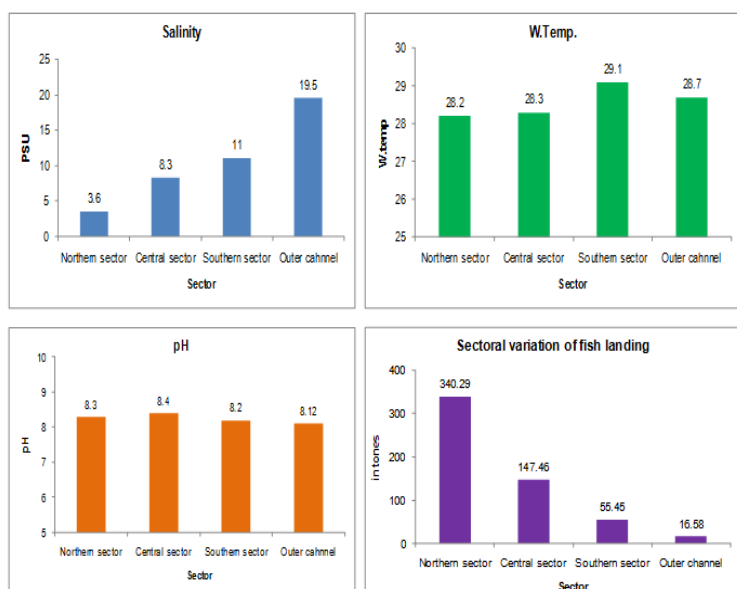 Salinity
25
20
15
10
5
0
PSU
3.6
8.3
11
19.5
Northern sector Central sector Southern sector Outer cahnnel
Sector
W.Temp.
30
29
28
27
26
25
W.temp
28.2
28.3
29.1
28.7
Northern sector Central sector Southern sector Outer cahnnel
Sector
pH
10
9
8
7
6
5
pH
8.3
8.4
8.2
8.12
Northern sector Central sector Southern sector Outer cahnnel
Sector
Sectoral variation of fish landing
400
300
200
100
0
in tones
340.29
147.46
55.45
16.58
Northern sector Central sector Southern sector Outer cahnnel
Sector